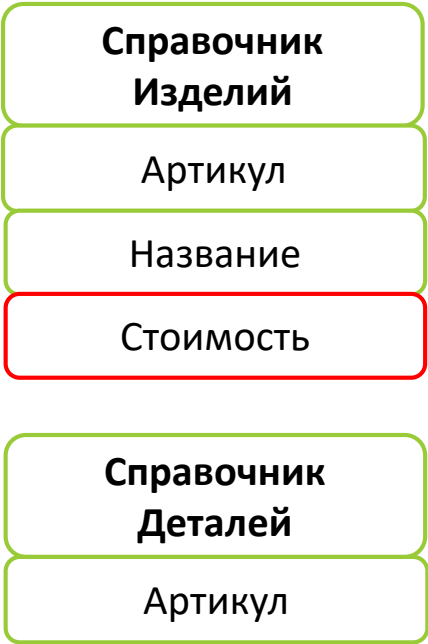 Справочник
Изделий
Артикул
Название
Стоимость
Справочник
Деталей
Артикул